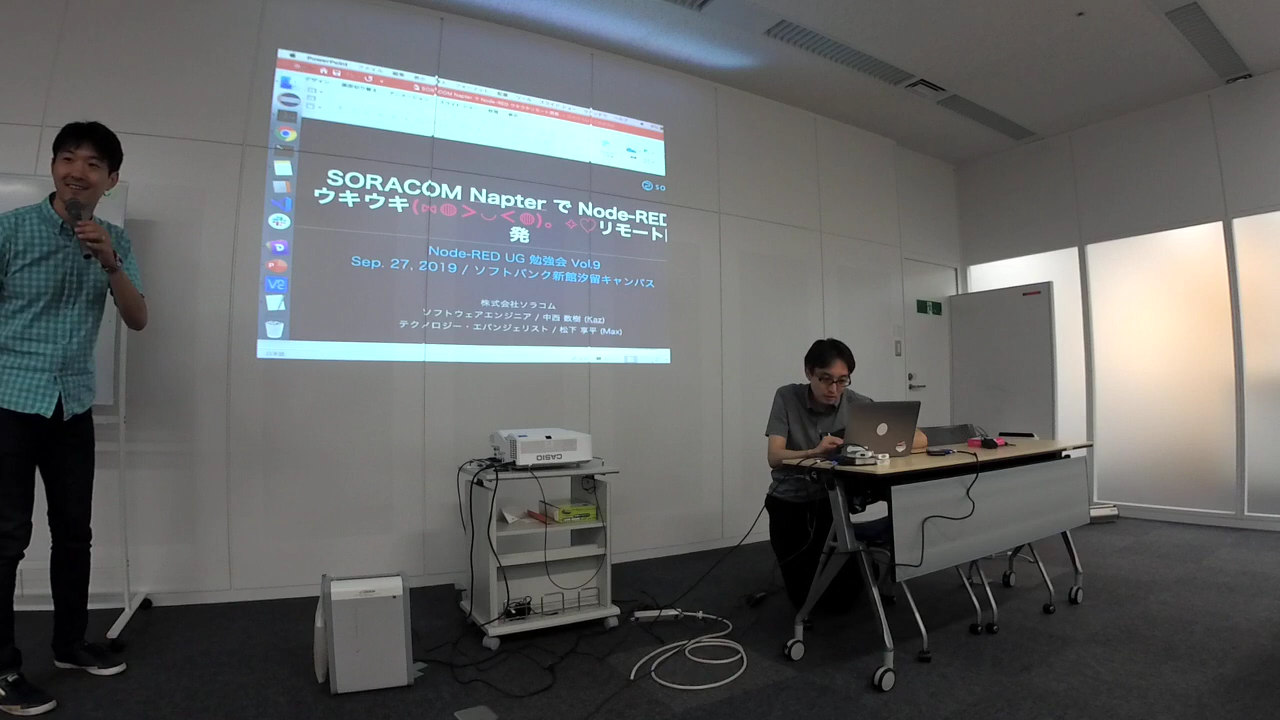 PowerPoint
SORACOM Napter で Node-RED
ウキウキ(⋈◍>◡<◍)。✧♡リモート
発
Node-RED UG 勉強会 Vol.9
Sep. 27, 2019 / ソフトバンク新館汐留キャンパス
株式会社ソラコム
ソフトウェアエンジニア / 中西 数樹 (Kaz)
テクノロジー・エバンジェリスト / 松下 享平 (Max)
CASIO